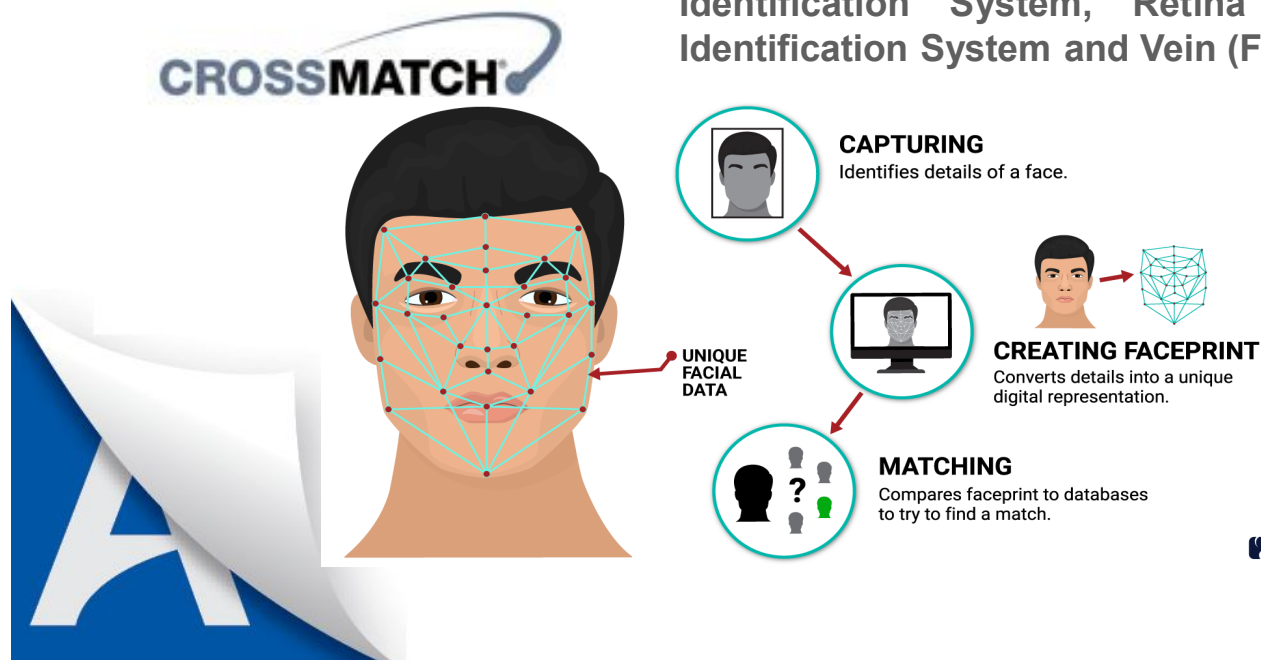 CROSSMATCH
Identification System, Retina
Identification System and Vein (F
CAPTURING
Identifies details of a face.
UNIQUE
FACIAL
DATA
CREATING FACEPRINT
Converts details into a unique
digital representation.
MATCHING
Compares faceprint to databases
to try to find a match.
?
A